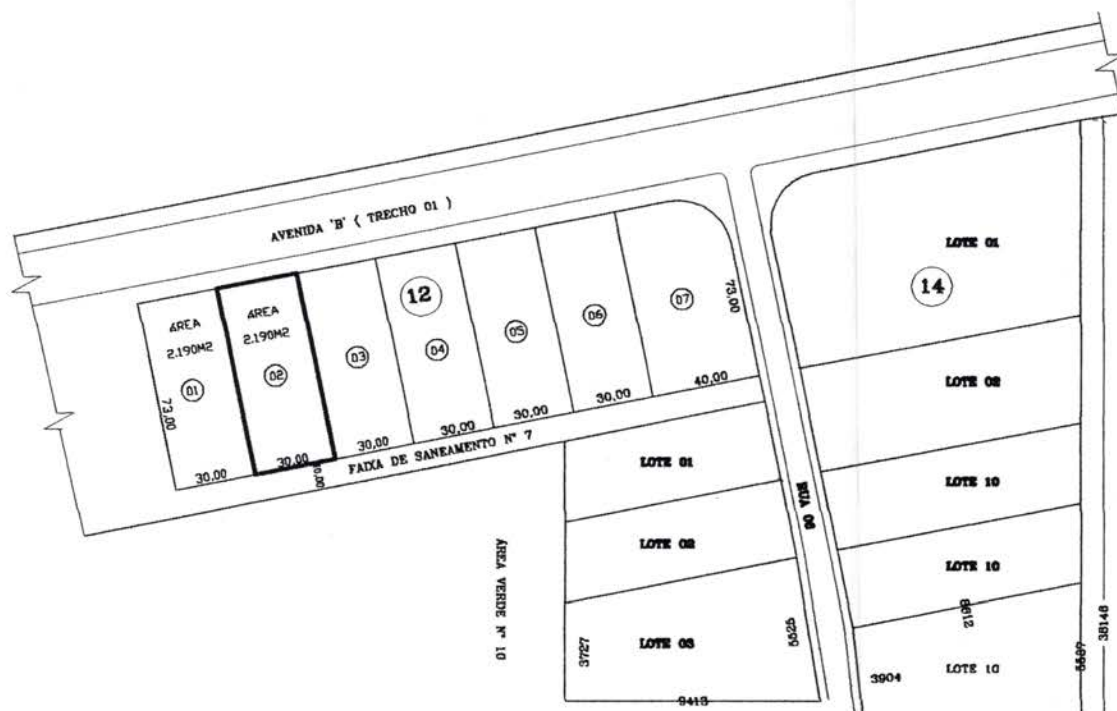 AVENIDA 'B' ( TRECHO 01 )
12
14
LOTE 01
AREA
2.190M2
01
73,00
30,00
AREA
2.190M2
02
30,00
10,00
03
30,00
04
30,00
05
30,00
06
30,00
07
73,00
40,00
FAIXA DE SANEAMENTO Nº 7
LOTE 02
LOTE 01
LOTE 10
LOTE 02
LOTE 10
LOTE 03
LOTE 10
ÁREA VERDE Nº 10
3727
5525
9413
3904
38148